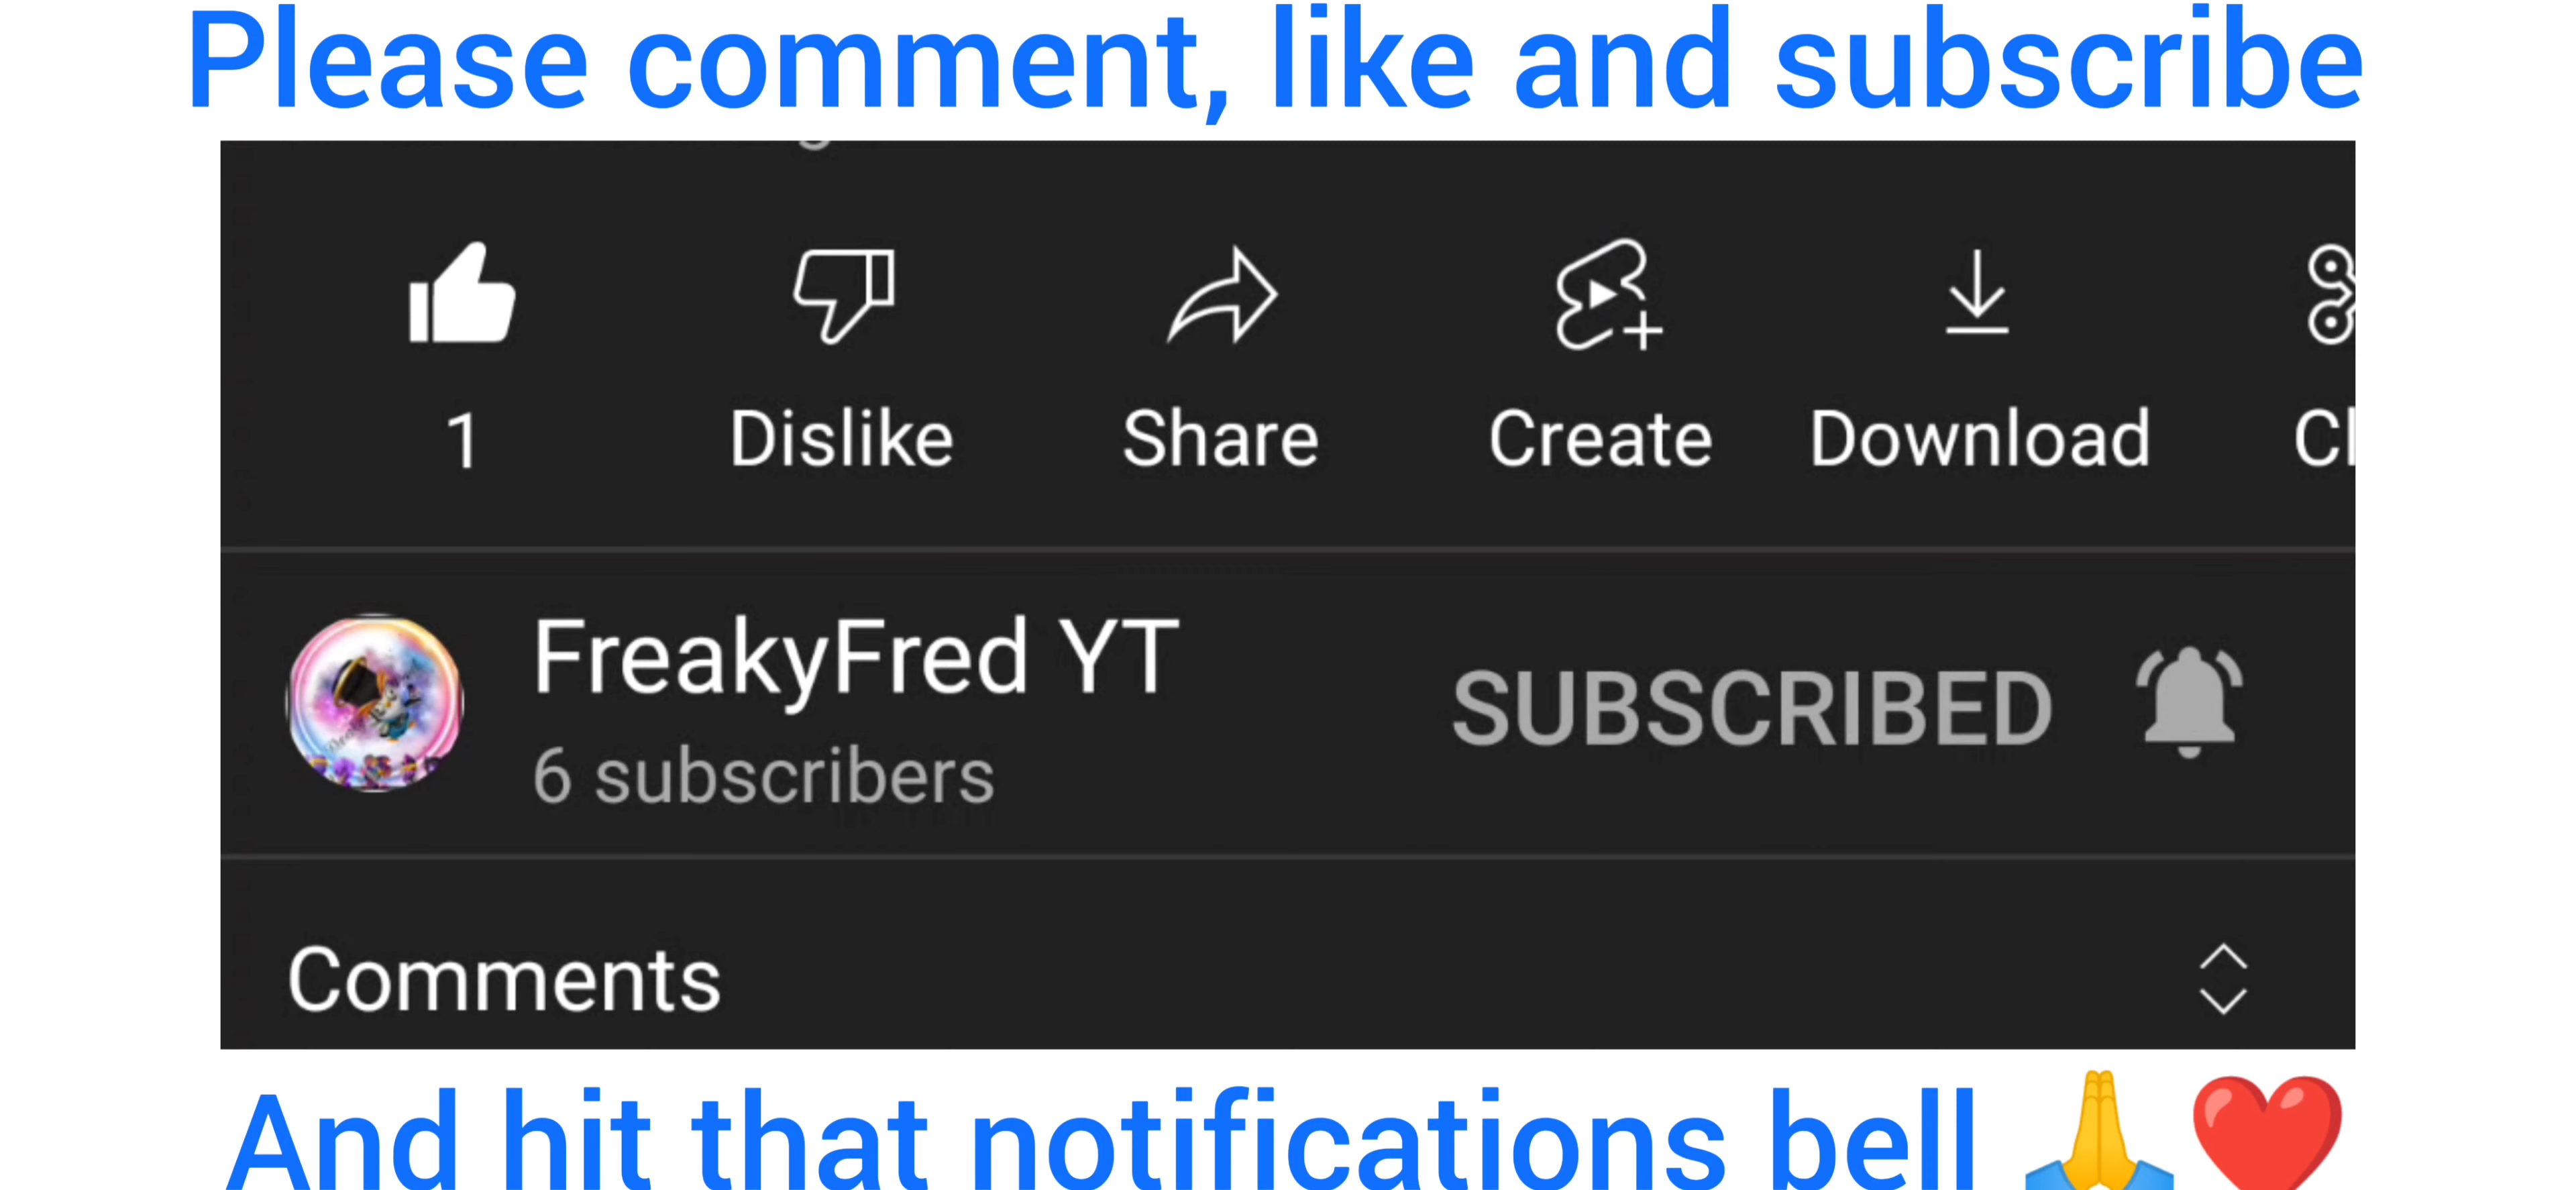 Please comment, like and subscribe
1 Dislike Share Create Download Cl
FreakyFred YT
6 subscribers
SUBSCRIBED
Comments
And hit that notifications bell 🙏❤️